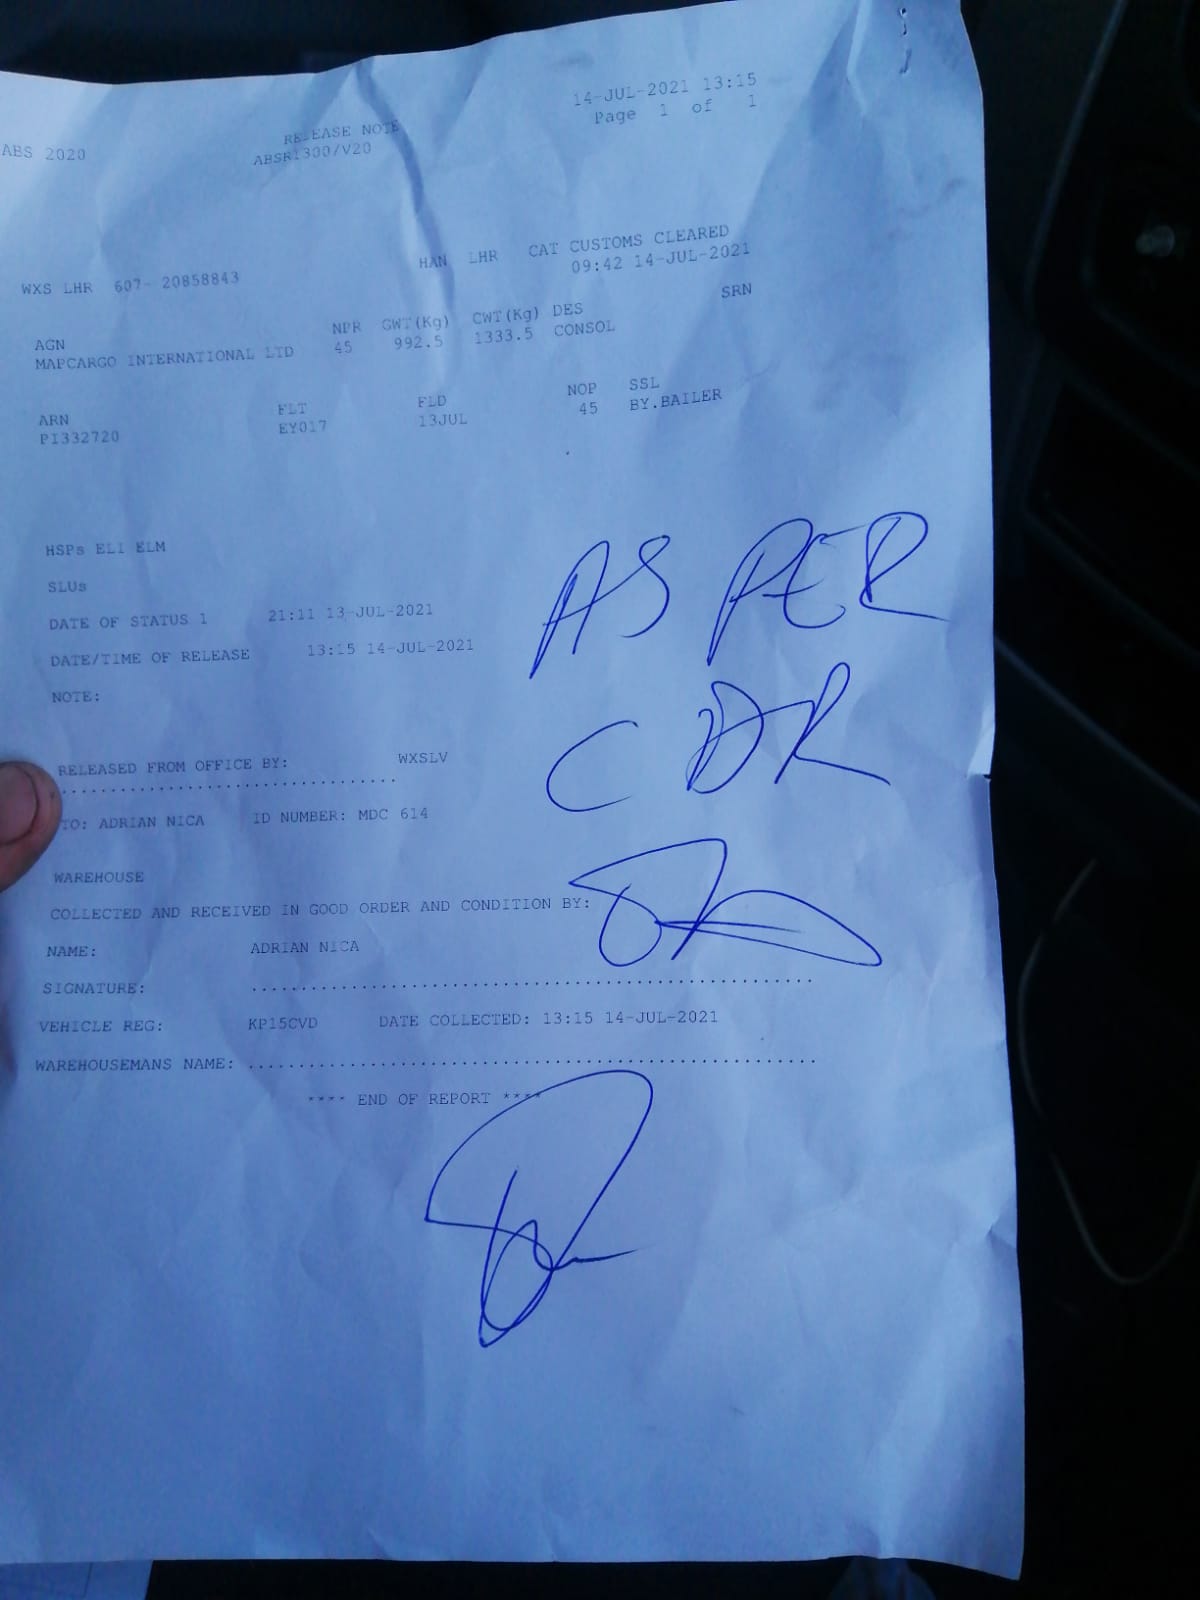 14-JUL-2021 13:15
Page 1 of 1
ABS 2020
RELEASE NOTE
ABSR1300/V20
WXS LHR 607- 20858843 HAN LHR CAT CUSTOMS CLEARED
09:42 14-JUL-2021
AGN NPR GWT(Kg) CWT(Kg) DES SRN
MAPCARGO INTERNATIONAL LTD 45 992.5 1333.5 CONSOL
ARN FLT FLD NOP SSL
PI332720 EY017 13JUL 45 BY.BAILER
HSPs ELI ELM
AS PER
SLUs
DATE OF STATUS 1 21:11 13-JUL-2021
DATE/TIME OF RELEASE 13:15 14-JUL-2021
NOTE:
CDR
RELEASED FROM OFFICE BY: WXSLV
TO: ADRIAN NICA ID NUMBER: MDC 614
WAREHOUSE
COLLECTED AND RECEIVED IN GOOD ORDER AND CONDITION BY:
NAME: ADRIAN NICA
SIGNATURE:
VEHICLE REG: KP15CVD DATE COLLECTED: 13:15 14-JUL-2021
WAREHOUSEMANS NAME:
**** END OF REPORT ****